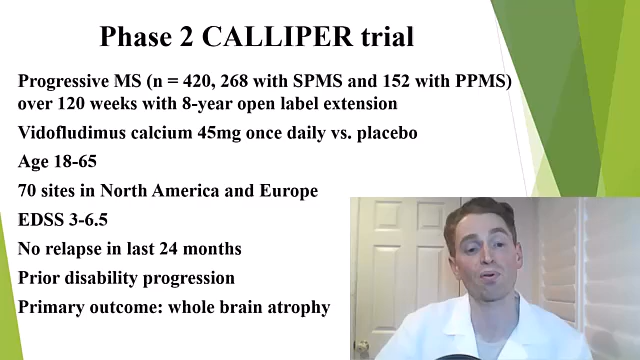 Phase 2 CALLIPER trial
Progressive MS (n = 420, 268 with SPMS and 152 with PPMS)
over 120 weeks with 8-year open label extension
Vidofludimus calcium 45mg once daily vs. placebo
Age 18-65
70 sites in North America and Europe
EDSS 3-6.5
No relapse in last 24 months
Prior disability progression
Primary outcome: whole brain atrophy